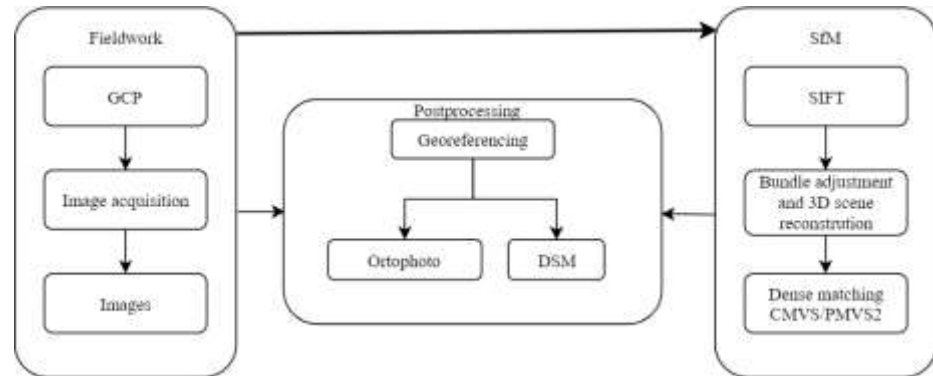 Fieldwork
GCP
Image acquisition
Images
Postprocessing
Georeferencing
Ortophoto
DSM
SfM
SIFT
Bundle adjustment
and 3D scene
reconstrution
Dense matching
CMVS/PMVS2